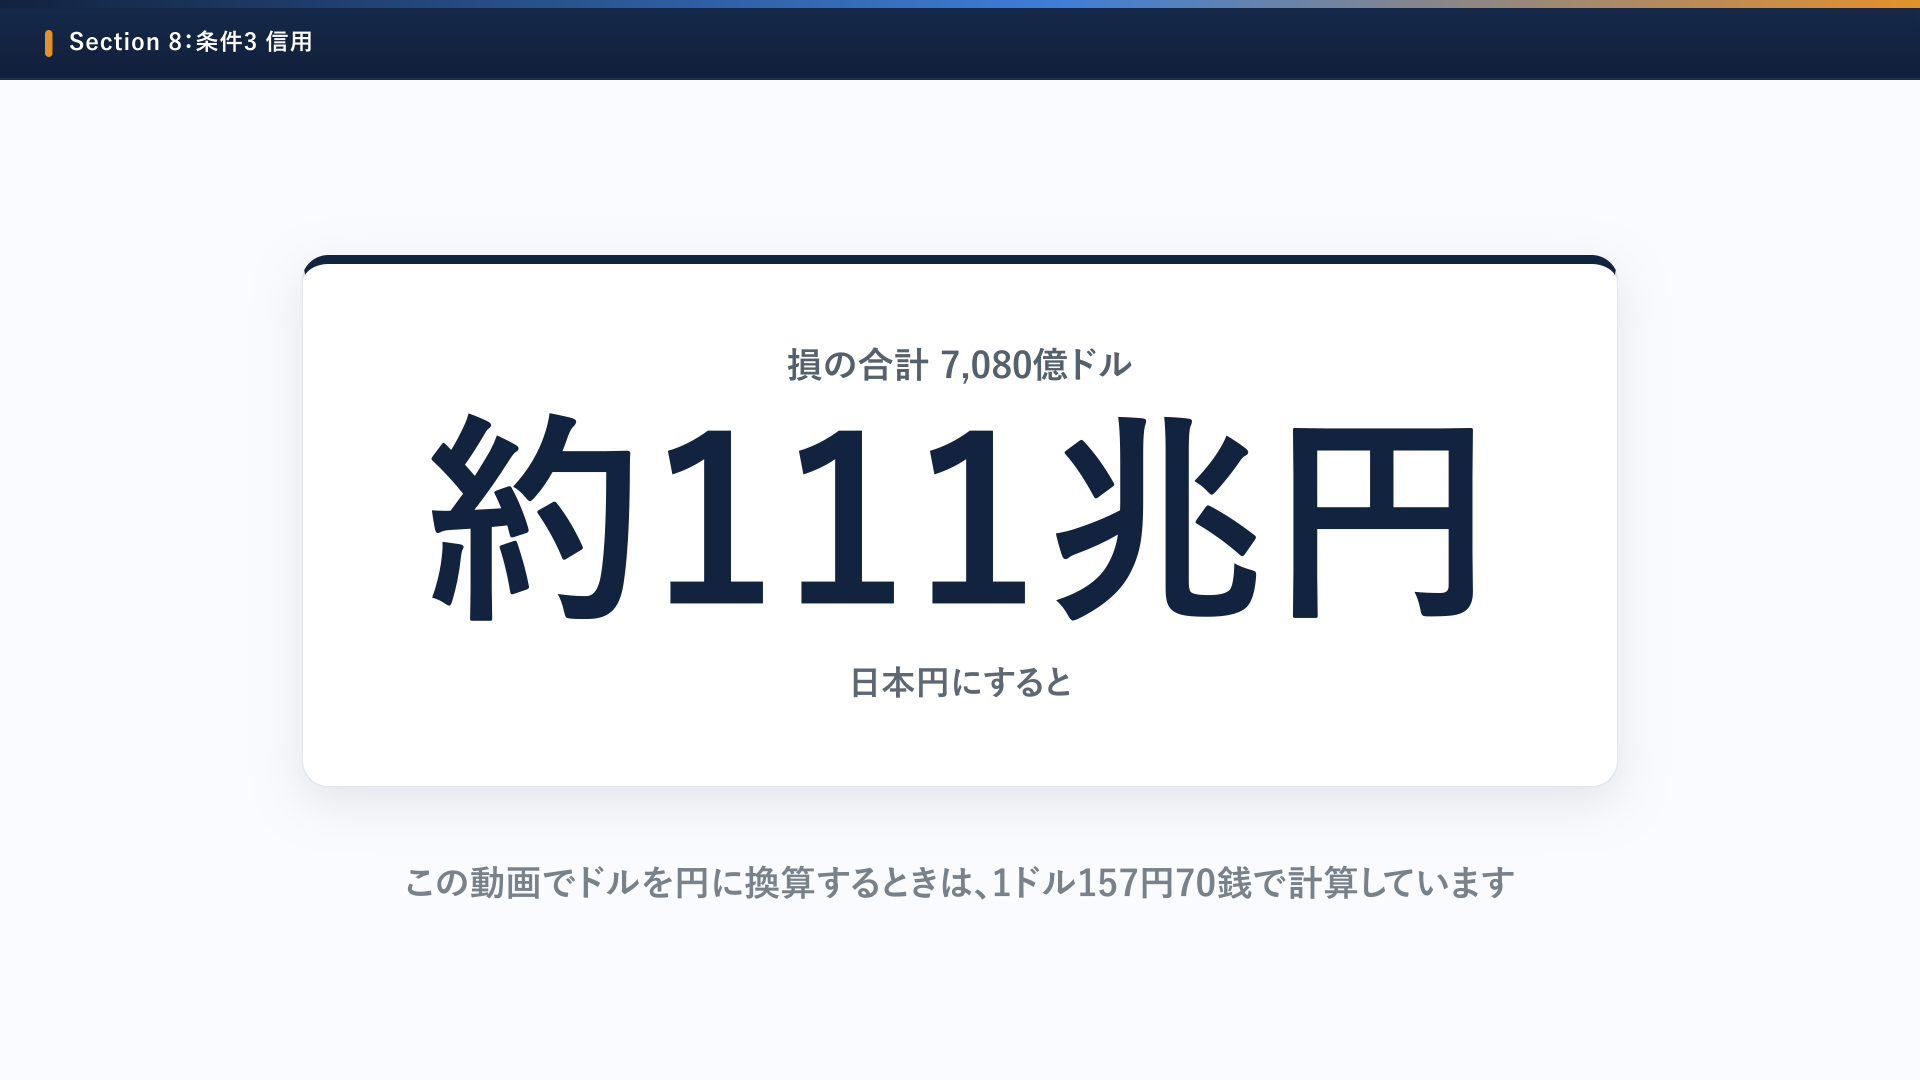 Section 8：条件3 信用
損の合計 7,080億ドル
約111兆円
日本円にすると
この動画でドルを円に換算するときは、1ドル157円70銭で計算しています